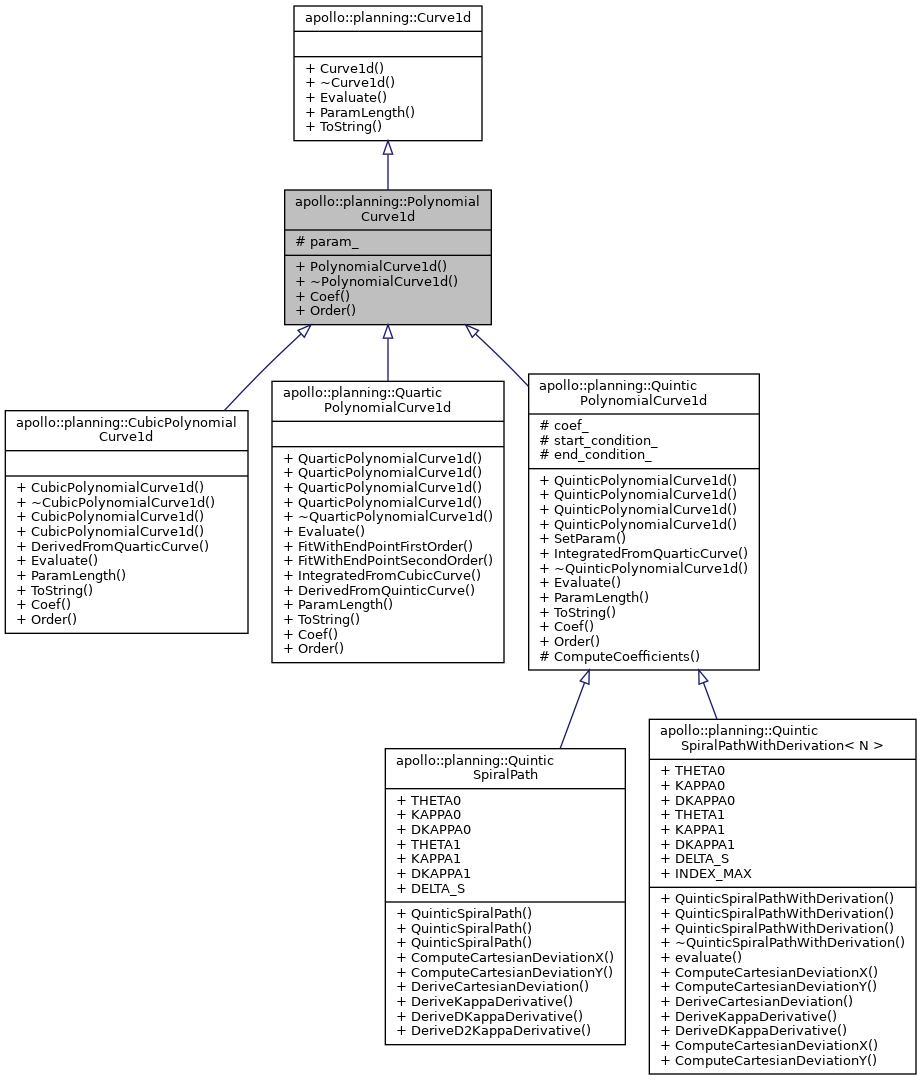 apollo::planning::Curve1d
+ Curve1d()
+ ~Curve1d()
+ Evaluate()
+ ParamLength()
+ ToString()
apollo::planning::Polynomial
Curve1d
# param_
+ PolynomialCurve1d()
+ ~PolynomialCurve1d()
+ Coef()
+ Order()
apollo::planning::CubicPolynomial
Curve1d
+ CubicPolynomialCurve1d()
+ ~CubicPolynomialCurve1d()
+ CubicPolynomialCurve1d()
+ CubicPolynomialCurve1d()
+ DerivedFromQuarticCurve()
+ Evaluate()
+ ParamLength()
+ ToString()
+ Coef()
+ Order()
apollo::planning::Quartic
PolynomialCurve1d
+ QuarticPolynomialCurve1d()
+ QuarticPolynomialCurve1d()
+ QuarticPolynomialCurve1d()
+ QuarticPolynomialCurve1d()
+ ~QuarticPolynomialCurve1d()
+ Evaluate()
+ FitWithEndPointFirstOrder()
+ FitWithEndPointSecondOrder()
+ IntegratedFromCubicCurve()
+ DerivedFromQuinticCurve()
+ ParamLength()
+ ToString()
+ Coef()
+ Order()
apollo::planning::Quintic
PolynomialCurve1d
# coef_
# start_condition_
# end_condition_
+ QuinticPolynomialCurve1d()
+ QuinticPolynomialCurve1d()
+ QuinticPolynomialCurve1d()
+ QuinticPolynomialCurve1d()
+ SetParam()
+ IntegratedFromQuarticCurve()
+ ~QuinticPolynomialCurve1d()
+ Evaluate()
+ ParamLength()
+ ToString()
+ Coef()
+ Order()
# ComputeCoefficients()
apollo::planning::Quintic
SpiralPath
+ THETA0
+ KAPPA0
+ DKAPPA0
+ THETA1
+ KAPPA1
+ DKAPPA1
+ DELTA_S
+ QuinticSpiralPath()
+ QuinticSpiralPath()
+ QuinticSpiralPath()
+ ComputeCartesianDeviationX()
+ ComputeCartesianDeviationY()
+ DeriveCartesianDeviation()
+ DeriveKappaDerivative()
+ DeriveDKappaDerivative()
+ DeriveD2KappaDerivative()
apollo::planning::Quintic
SpiralPathWithDerivation< N >
+ THETA0
+ KAPPA0
+ DKAPPA0
+ THETA1
+ KAPPA1
+ DKAPPA1
+ DELTA_S
+ INDEX_MAX
+ QuinticSpiralPathWithDerivation()
+ QuinticSpiralPathWithDerivation()
+ QuinticSpiralPathWithDerivation()
+ ~QuinticSpiralPathWithDerivation()
+ evaluate()
+ ComputeCartesianDeviationX()
+ ComputeCartesianDeviationY()
+ DeriveCartesianDeviation()
+ DeriveKappaDerivative()
+ DeriveDKappaDerivative()
+ ComputeCartesianDeviationX()
+ ComputeCartesianDeviationY()